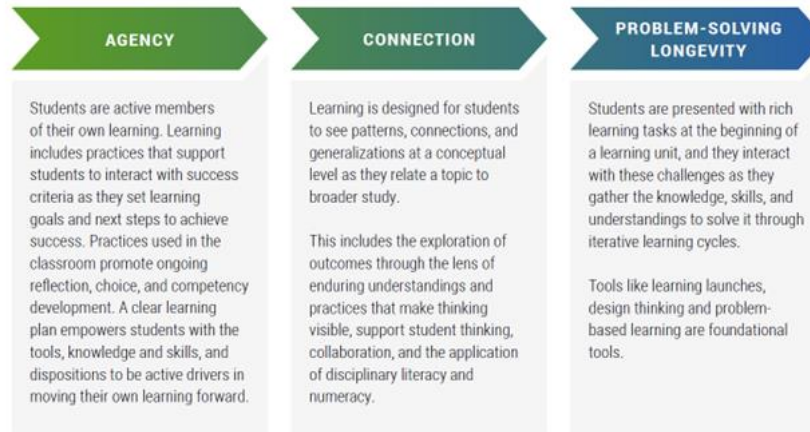 AGENCY
Students are active members
of their own learning. Learning
includes practices that support
students to interact with success
criteria as they set learning
goals and next steps to achieve
success. Practices used in the
classroom promote ongoing
reflection, choice, and competency
development. A clear learning
plan empowers students with the
tools, knowledge and skills, and
dispositions to be active drivers in
moving their own learning forward.
CONNECTION
Learning is designed for students
to see patterns, connections, and
generalizations at a conceptual
level as they relate a topic to
broader study.
This includes the exploration of
outcomes through the lens of
enduring understandings and
practices that make thinking
visible, support student thinking,
collaboration, and the application
of disciplinary literacy and
numeracy.
PROBLEM-SOLVING
LONGEVITY
Students are presented with rich
learning tasks at the beginning of
a learning unit, and they interact
with these challenges as they
gather the knowledge, skills, and
understandings to solve it through
iterative learning cycles.
Tools like learning launches,
design thinking and problem-
based learning are foundational
tools.